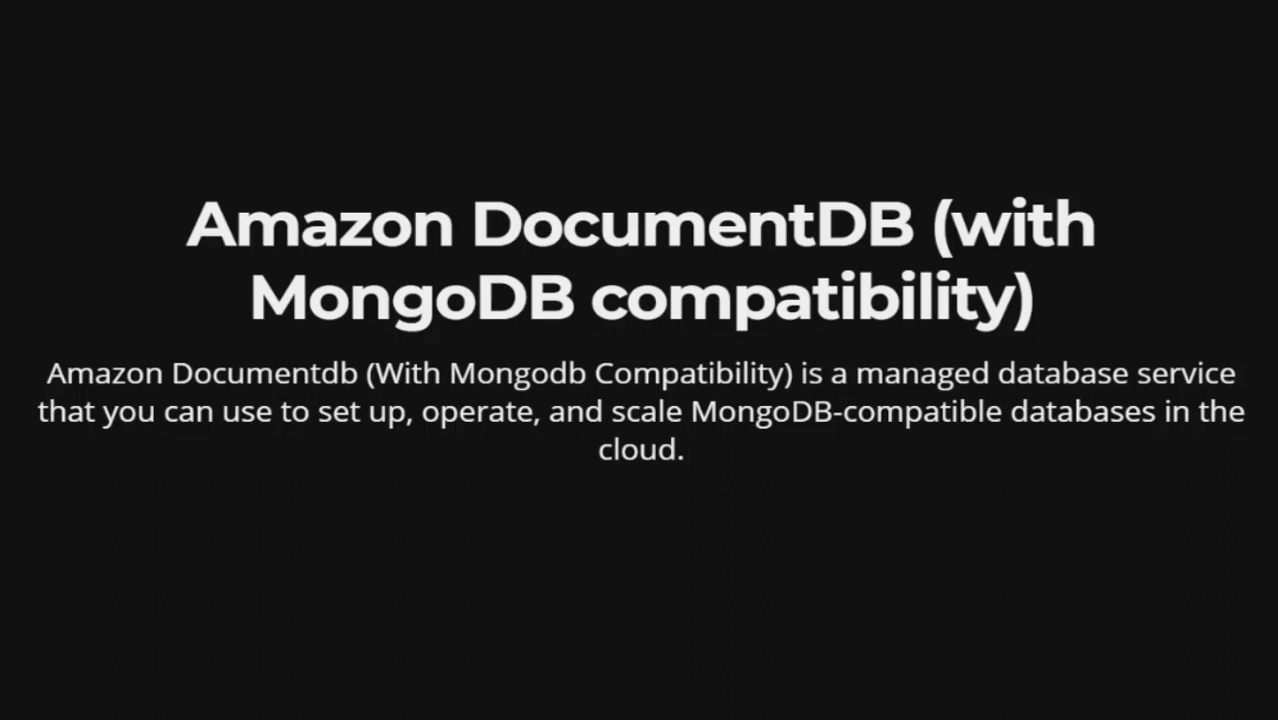 Amazon DocumentDB (with
MongoDB compatibility)
Amazon Documentdb (With Mongodb Compatibility) is a managed database service
that you can use to set up, operate, and scale MongoDB-compatible databases in the
cloud.